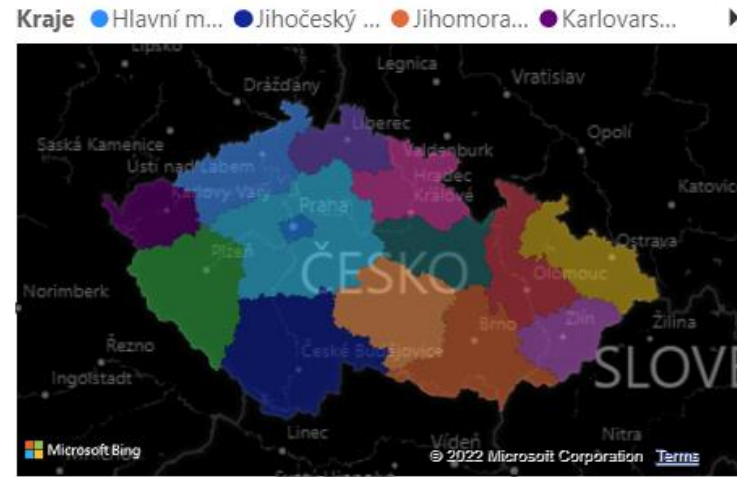 Kraje Hlavní m... Jihočeský ... Jihomora... Karlovars...
Lipsko
Legnica
Vratislav
Drážďany
Saská Kamenice
Liberec
Valdenburk
Opolí
Ústí nad Labem
Hradec
Králové
Karlovy Vary
Katovice
Praha
Plzeň
ČESKO
Ostrava
Olomouc
Norimberk
Řezno
České Budějovice
Brno
Zlín
Žilina
Ingolstadt
SLOVE
Linec
Vídeň
Nitra
Microsoft Bing
© 2022 Microsoft Corporation Terms